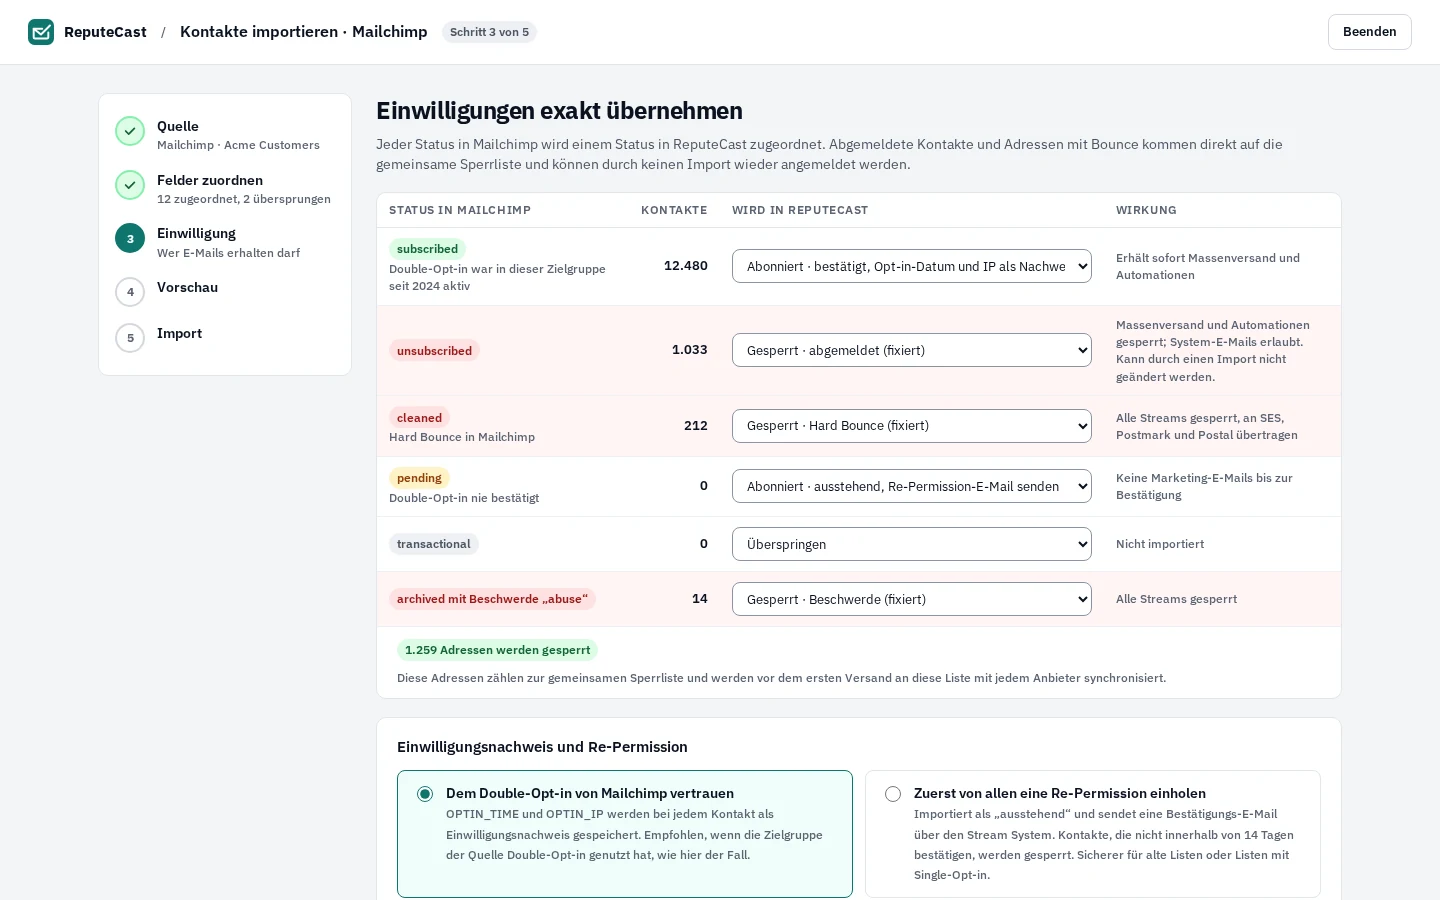 ReputeCast / Kontakte importieren · Mailchimp Schritt 3 von 5 Beenden
Quelle
Mailchimp · Acme Customers
Felder zuordnen
12 zugeordnet, 2 übersprungen
3 Einwilligung
Wer E-Mails erhalten darf
4 Vorschau
5 Import
Einwilligungen exakt übernehmen
Jeder Status in Mailchimp wird einem Status in ReputeCast zugeordnet. Abgemeldete Kontakte und Adressen mit Bounce kommen direkt auf die
gemeinsame Sperrliste und können durch keinen Import wieder angemeldet werden.
STATUS IN MAILCHIMP KONTAKTE WIRD IN REPUTECAST WIRKUNG
subscribed
Double-Opt-in war in dieser Zielgruppe
seit 2024 aktiv
12.480
Abonniert · bestätigt, Opt-in-Datum und IP als Nachwe
Erhält sofort Massenversand und
Automationen
unsubscribed
1.033
Gesperrt · abgemeldet (fixiert)
Massenversand und Automationen
gesperrt; System-E-Mails erlaubt.
Kann durch einen Import nicht
geändert werden.
cleaned
Hard Bounce in Mailchimp
212
Gesperrt · Hard Bounce (fixiert)
Alle Streams gesperrt, an SES,
Postmark und Postal übertragen
pending
Double-Opt-in nie bestätigt
0
Abonniert · ausstehend, Re-Permission-E-Mail senden
Keine Marketing-E-Mails bis zur
Bestätigung
transactional
0
Überspringen
Nicht importiert
archived mit Beschwerde „abuse“
14
Gesperrt · Beschwerde (fixiert)
Alle Streams gesperrt
1.259 Adressen werden gesperrt
Diese Adressen zählen zur gemeinsamen Sperrliste und werden vor dem ersten Versand an diese Liste mit jedem Anbieter synchronisiert.
Einwilligungsnachweis und Re-Permission
Dem Double-Opt-in von Mailchimp vertrauen
OPTIN_TIME und OPTIN_IP werden bei jedem Kontakt als
Einwilligungsnachweis gespeichert. Empfohlen, wenn die Zielgruppe
der Quelle Double-Opt-in genutzt hat, wie hier der Fall.
Zuerst von allen eine Re-Permission einholen
Importiert als „ausstehend“ und sendet eine Bestätigungs-E-Mail
über den Stream System. Kontakte, die nicht innerhalb von 14 Tagen
bestätigen, werden gesperrt. Sicherer für alte Listen oder Listen mit
Single-Opt-in.